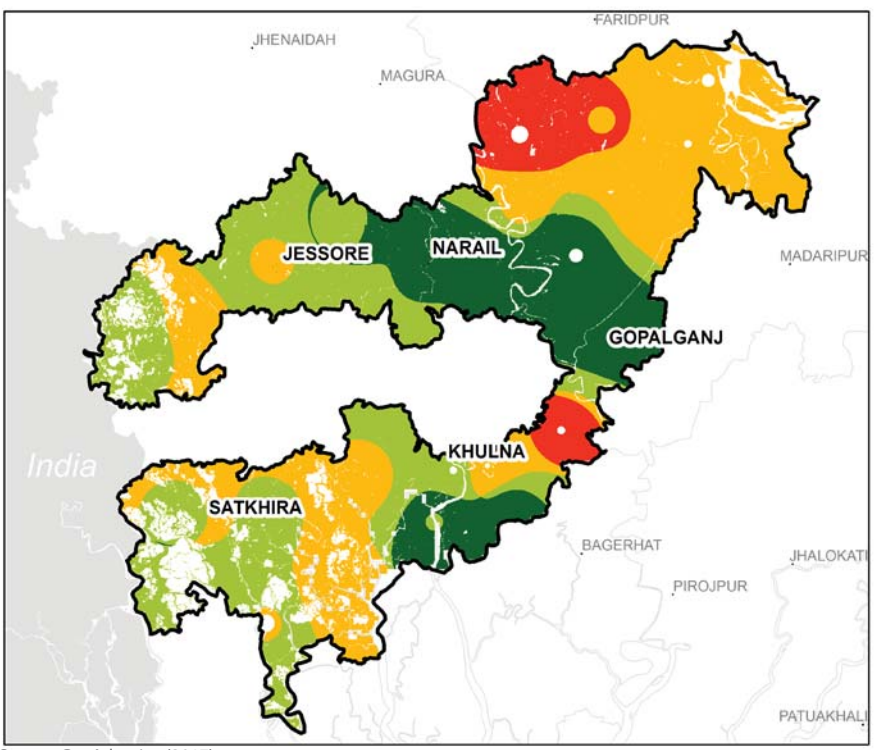 FARIDPUR
JHENAIDAH
MAGURA
JESSORE
NARAIL
MADARIPUR
GOPALGANJ
India
KHULNA
SATKHIRA
BAGERHAT
JHALOKATI
PIROJPUR
PATUAKHALI